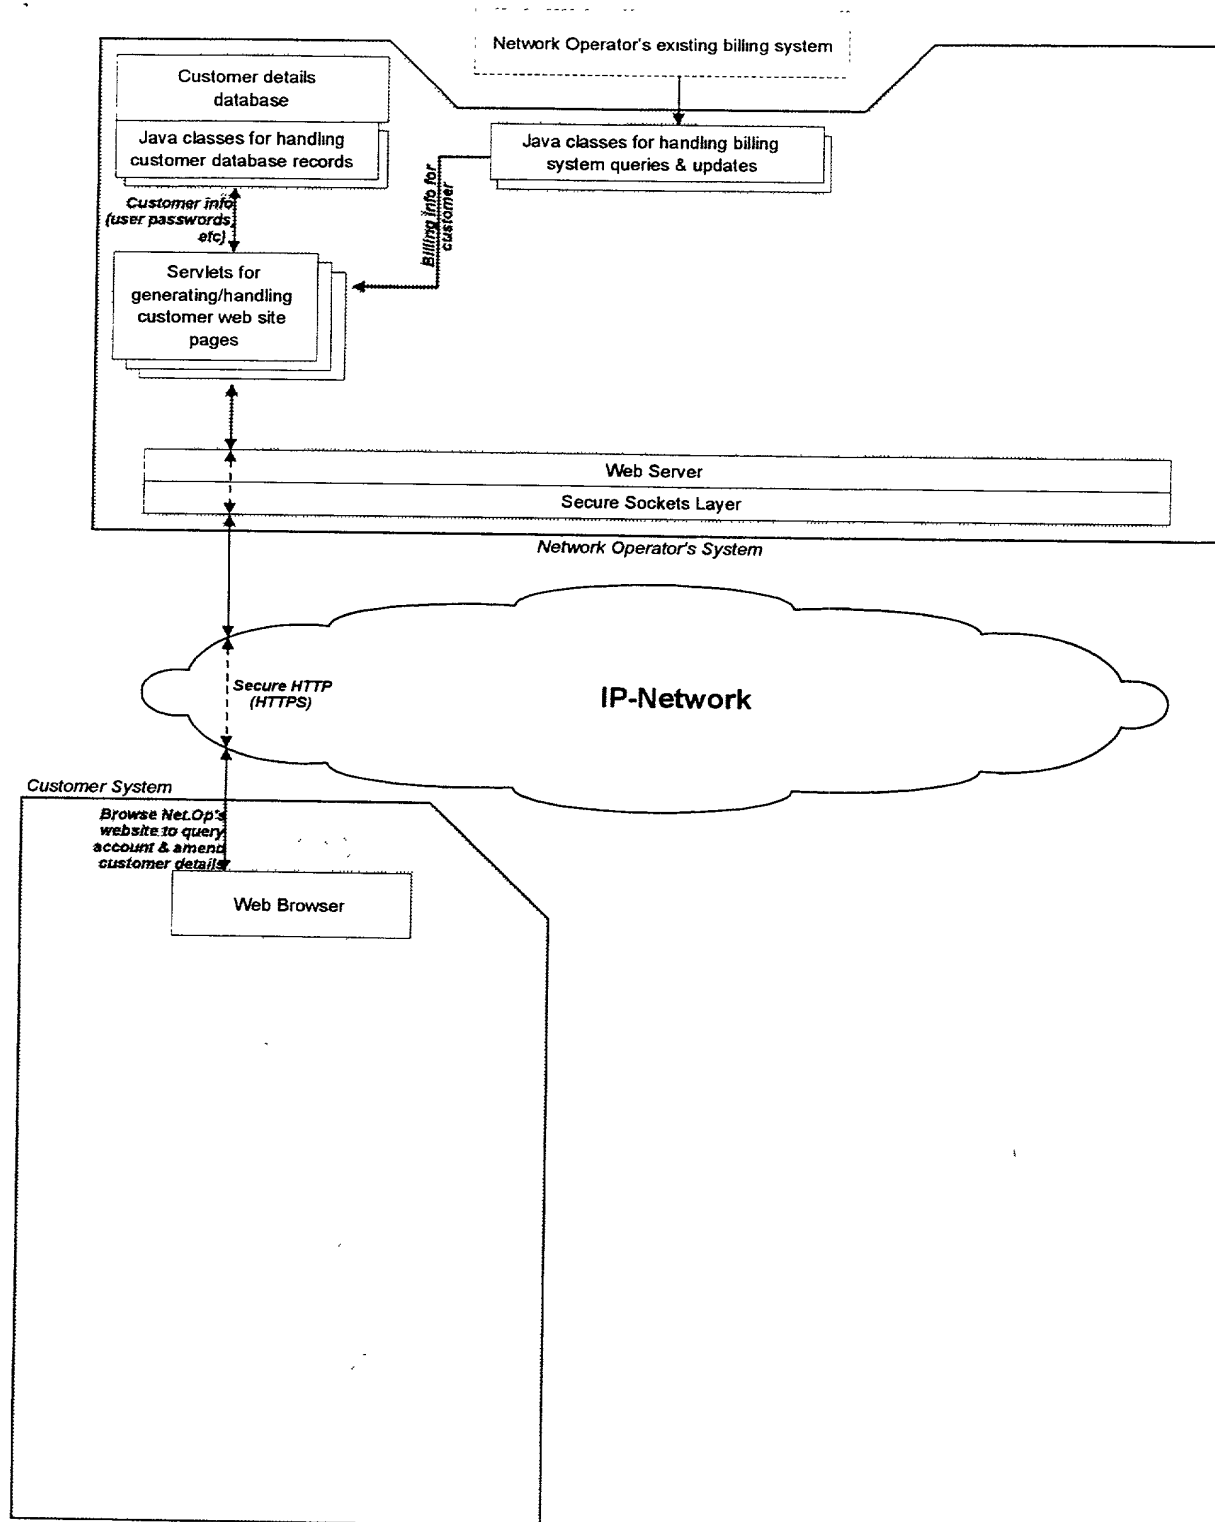 Network Operator's existing billing system
Customer details
database
Java classes for handling
customer database records
Java classes for handling billing
system queries & updates
Customer info
(user passwords,
etc)
Billing info for
customer
Servlets for
generating/handling
customer web site
pages
Web Server
Secure Sockets Layer
Network Operator's System
Secure HTTP
(HTTPS)
IP-Network
Customer System
Browse Net.Op's
website to query
account & amend
customer details
Web Browser